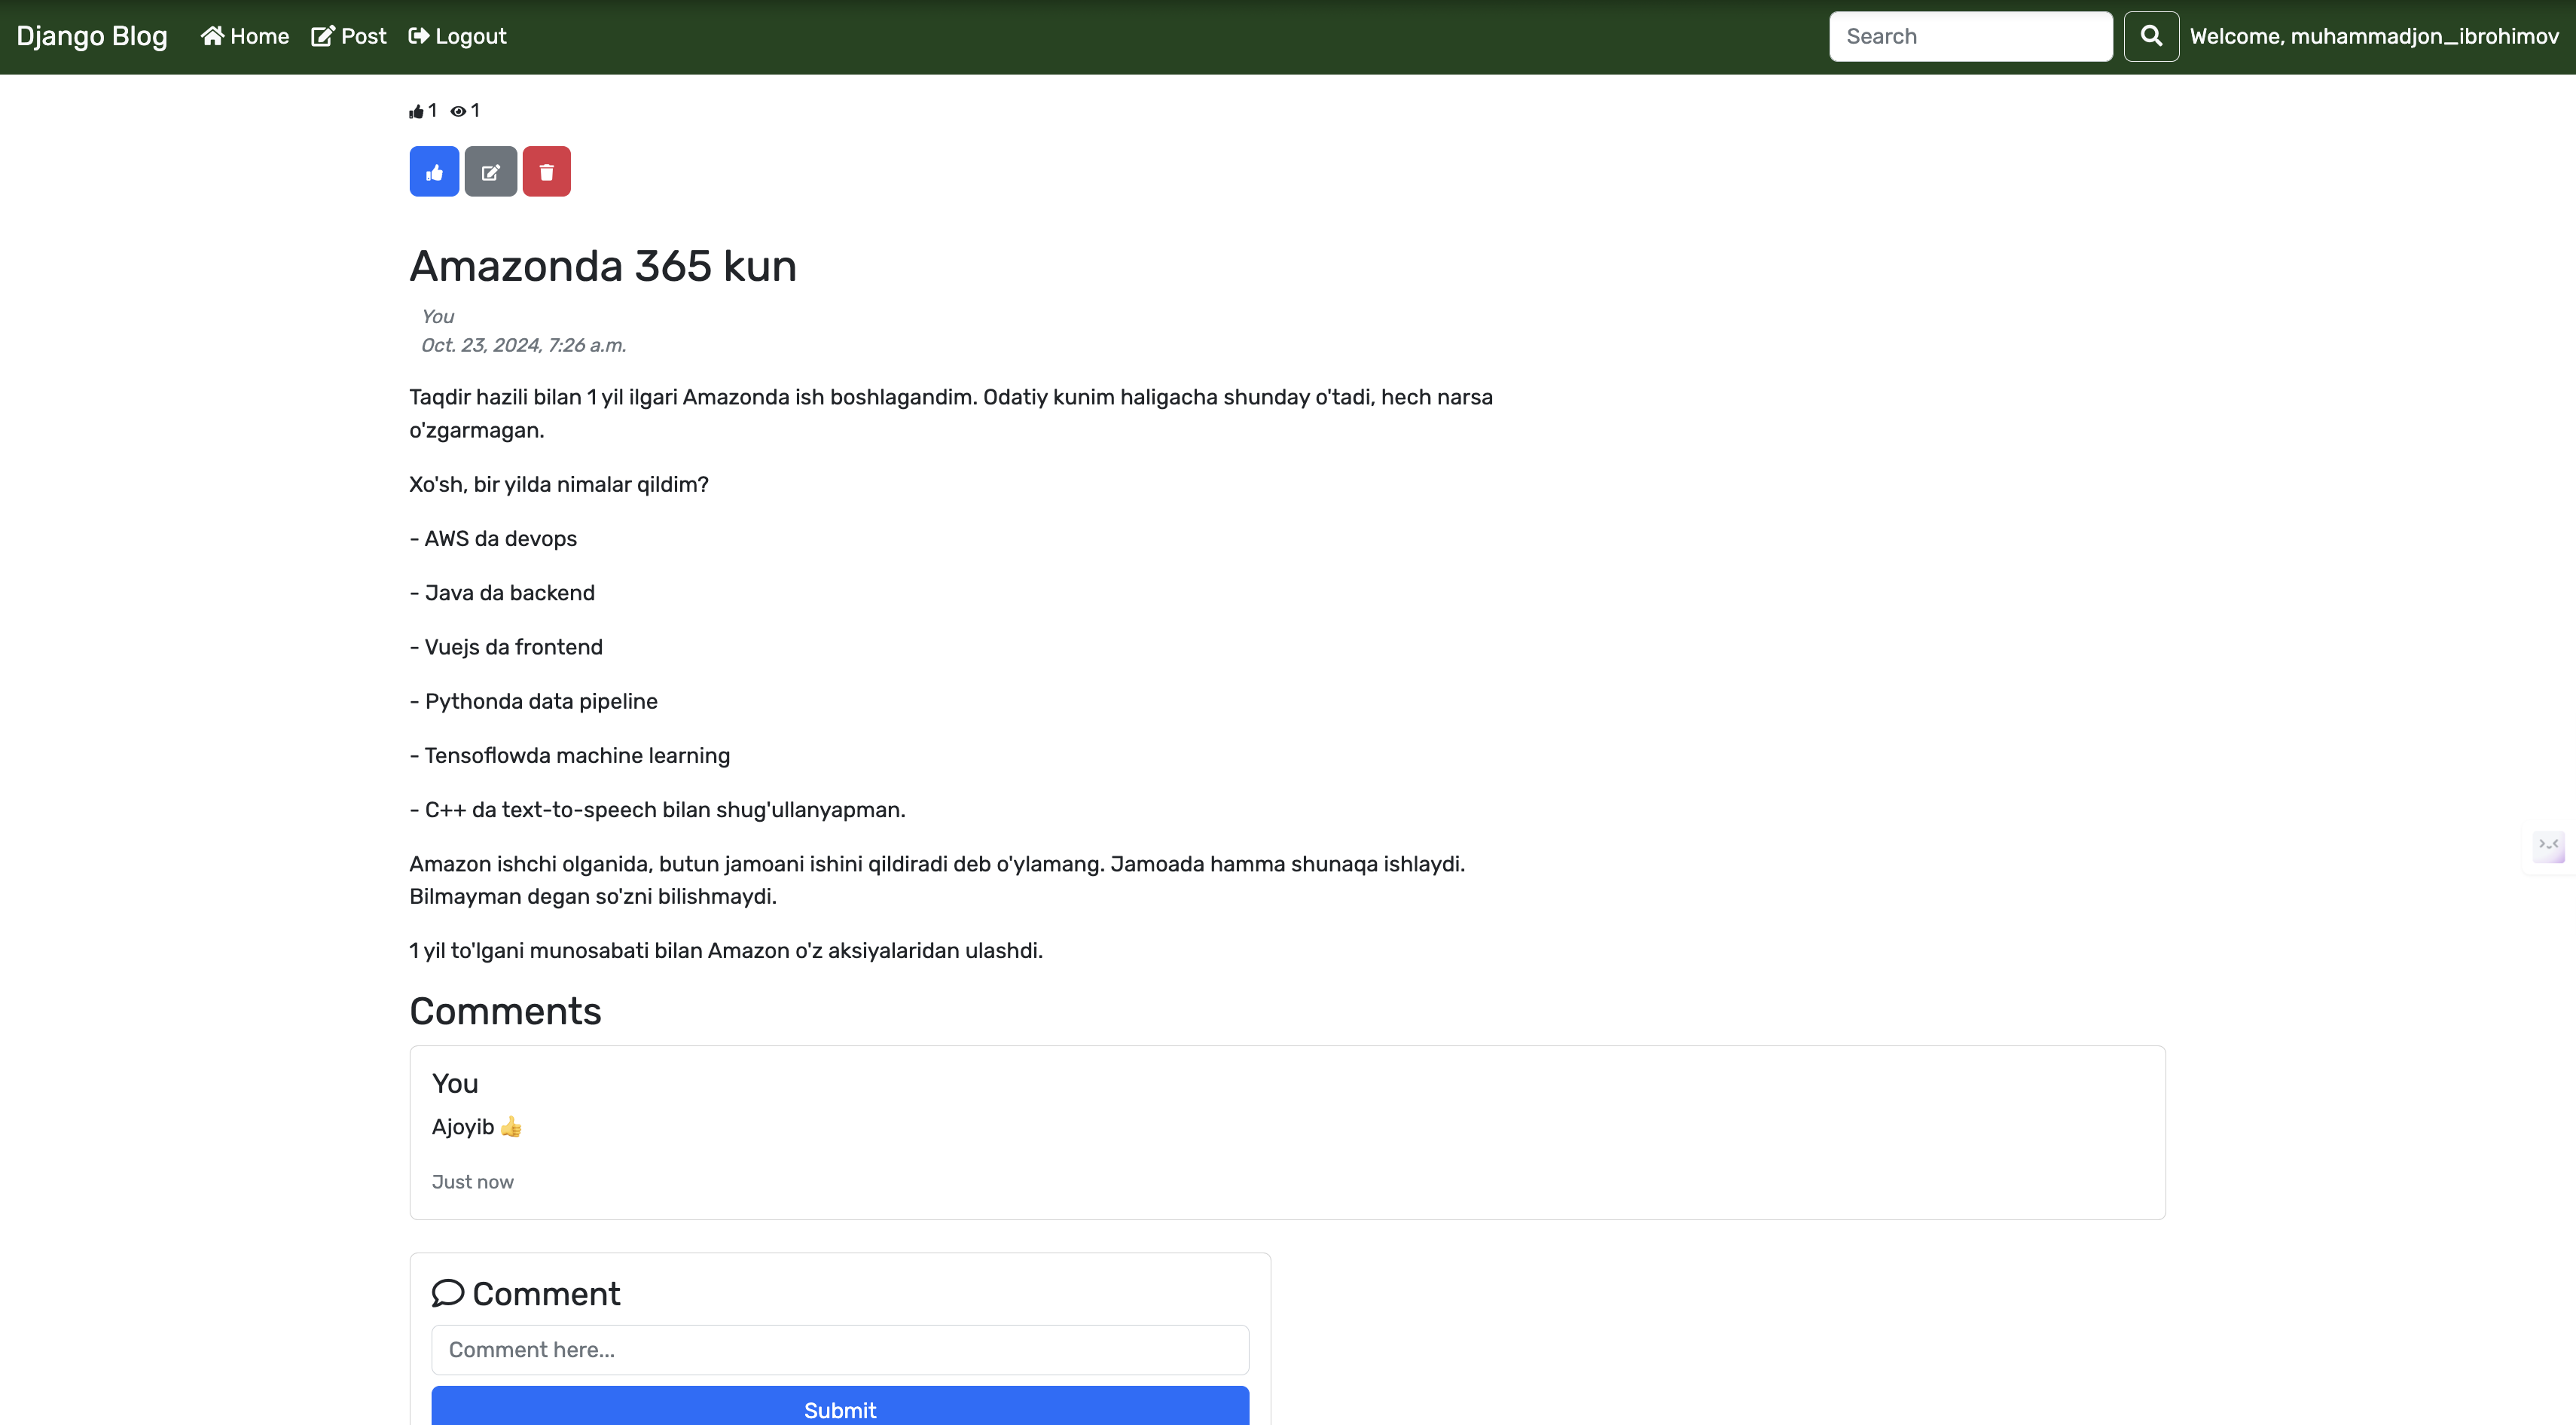 Django Blog Home Post Logout Search Welcome, muhammadjon_ibrohimov
1 1
Amazonda 365 kun
You
Oct. 23, 2024, 7:26 a.m.
Taqdir hazili bilan 1 yil ilgari Amazonda ish boshlagandim. Odatiy kunim haligacha shunday o'tadi, hech narsa
o'zgarmagan.
Xo'sh, bir yilda nimalar qildim?
- AWS da devops
- Java da backend
- Vuejs da frontend
- Pythonda data pipeline
- Tensoflowda machine learning
- C++ da text-to-speech bilan shug'ullanyapman.
Amazon ishchi olganida, butun jamoani ishini qildiradi deb o'ylamang. Jamoada hamma shunaqa ishlaydi.
Bilmayman degan so'zni bilishmaydi.
1 yil to'lgani munosabati bilan Amazon o'z aksiyalaridan ulashdi.
Comments
You
Ajoyib 👍
Just now
Comment
Comment here...
Submit